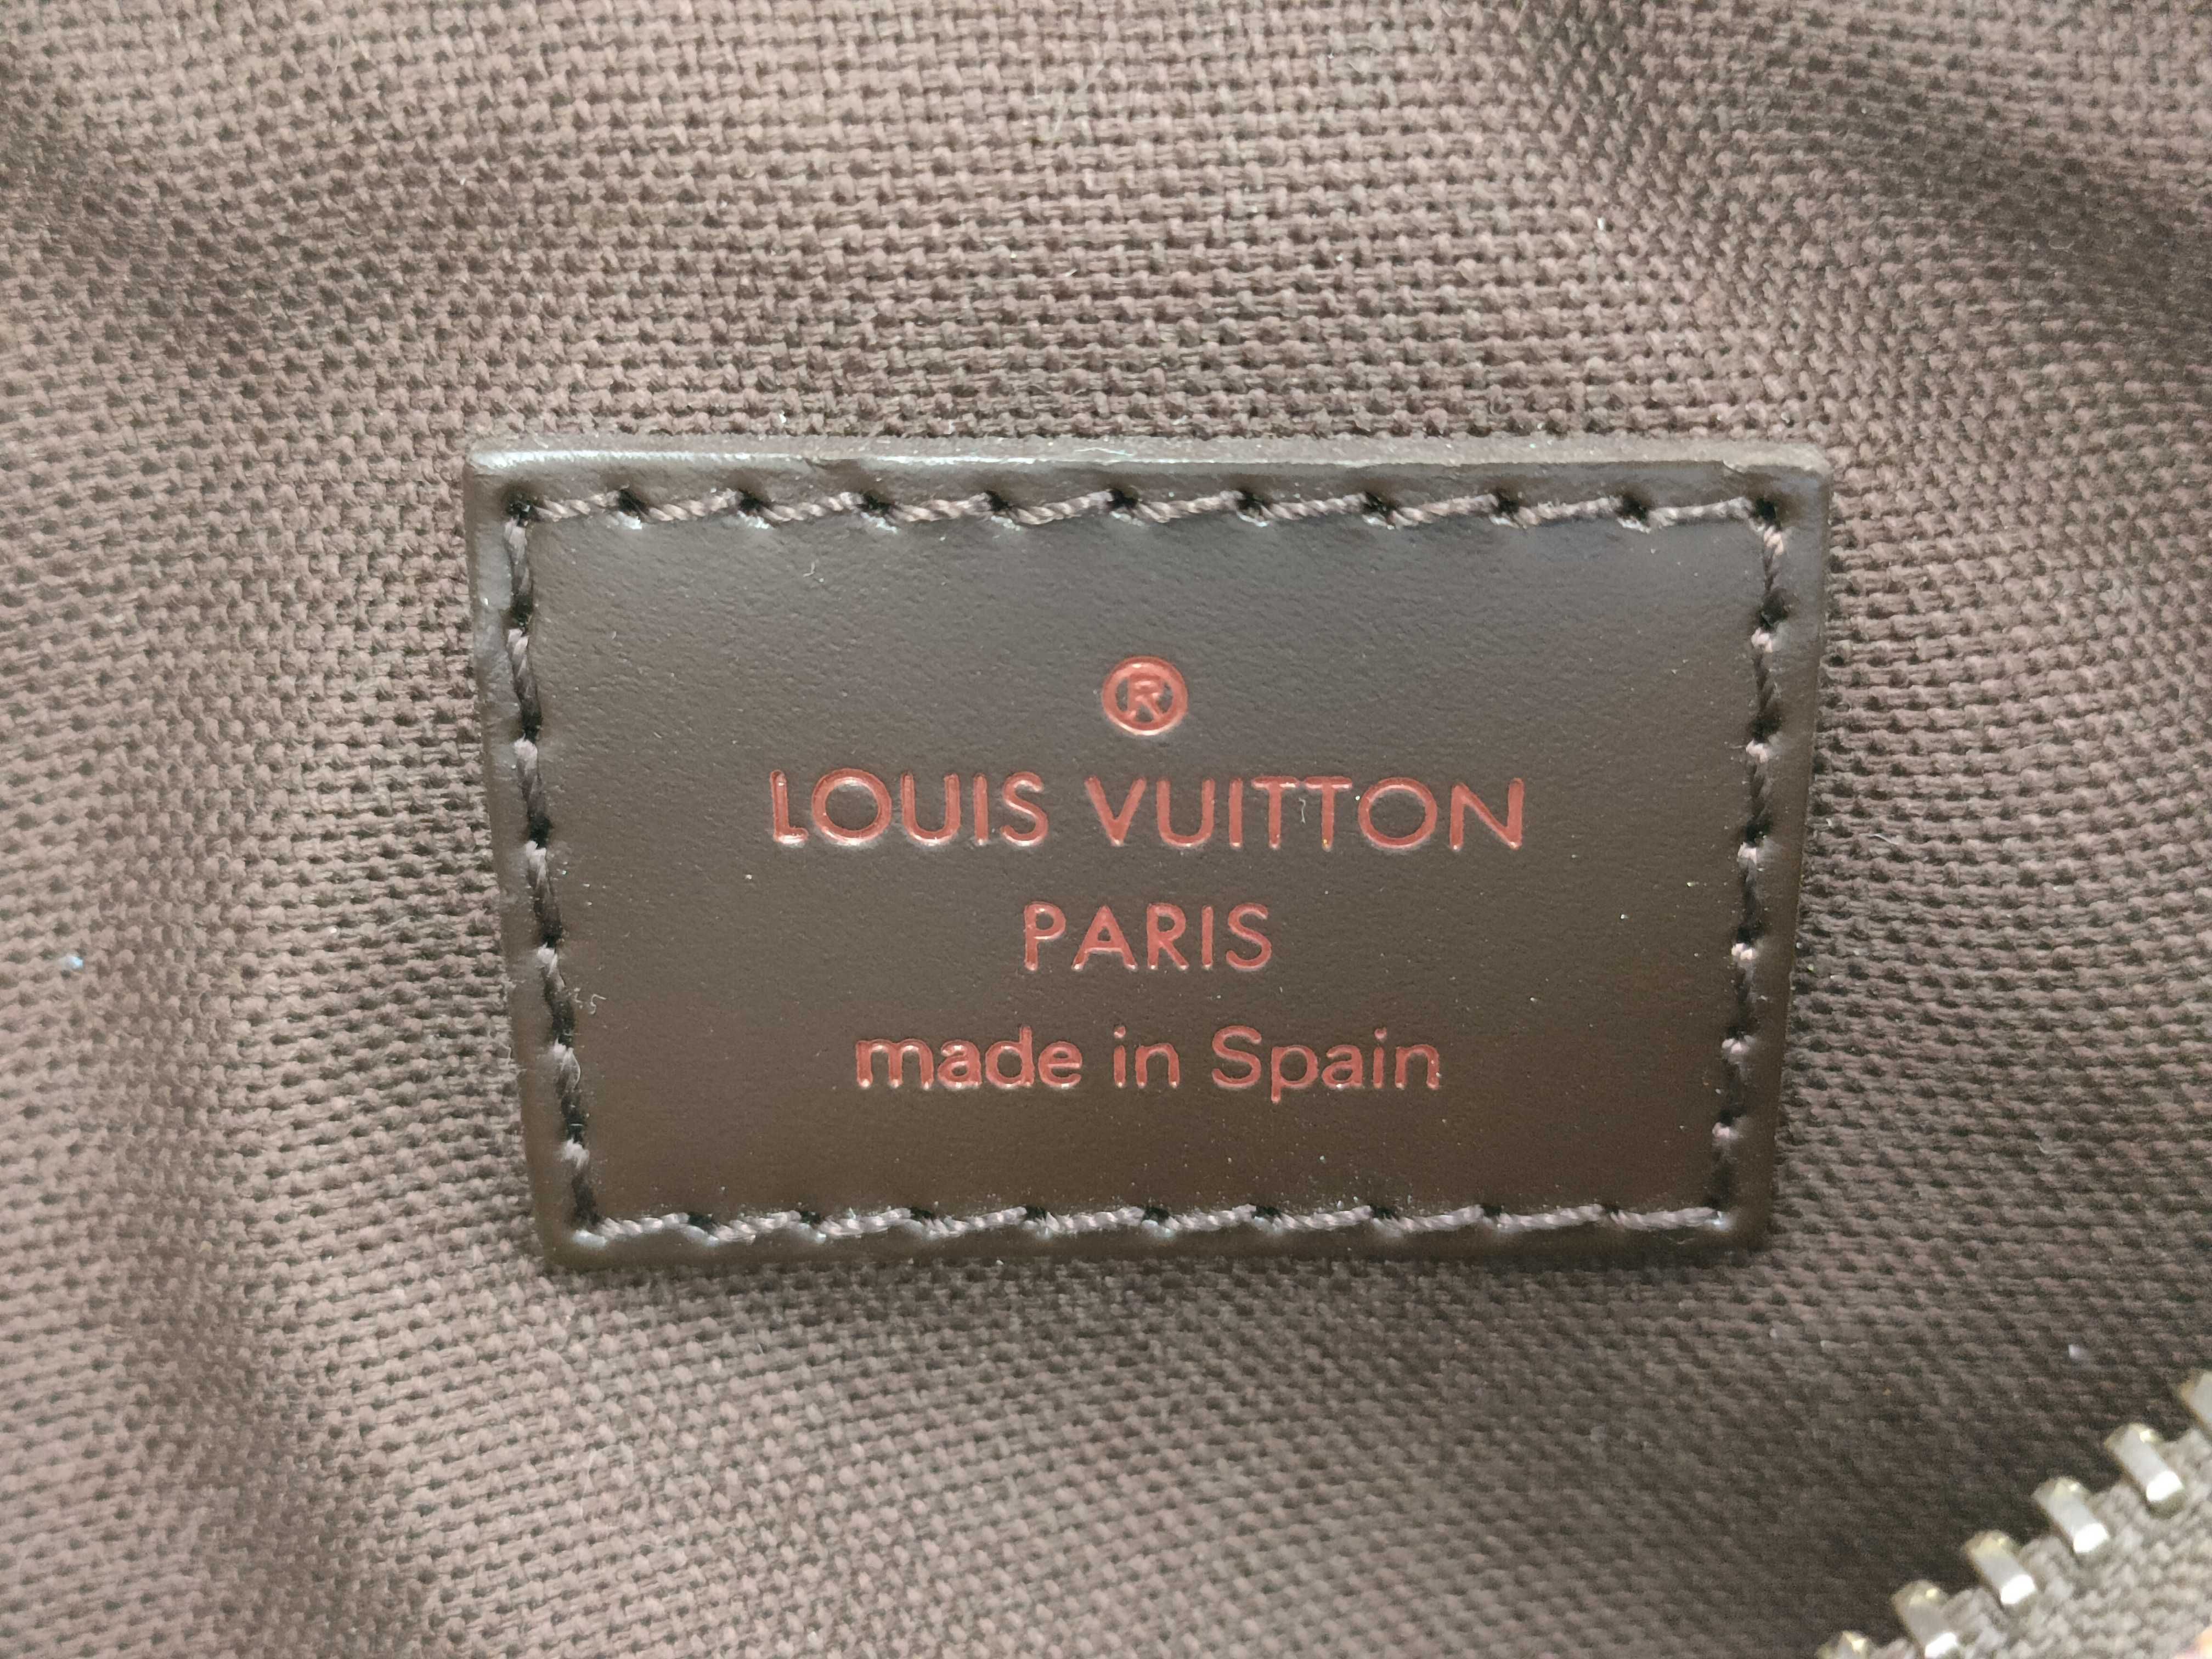 ®
LOUIS VUITTON
PARIS
made in Spain